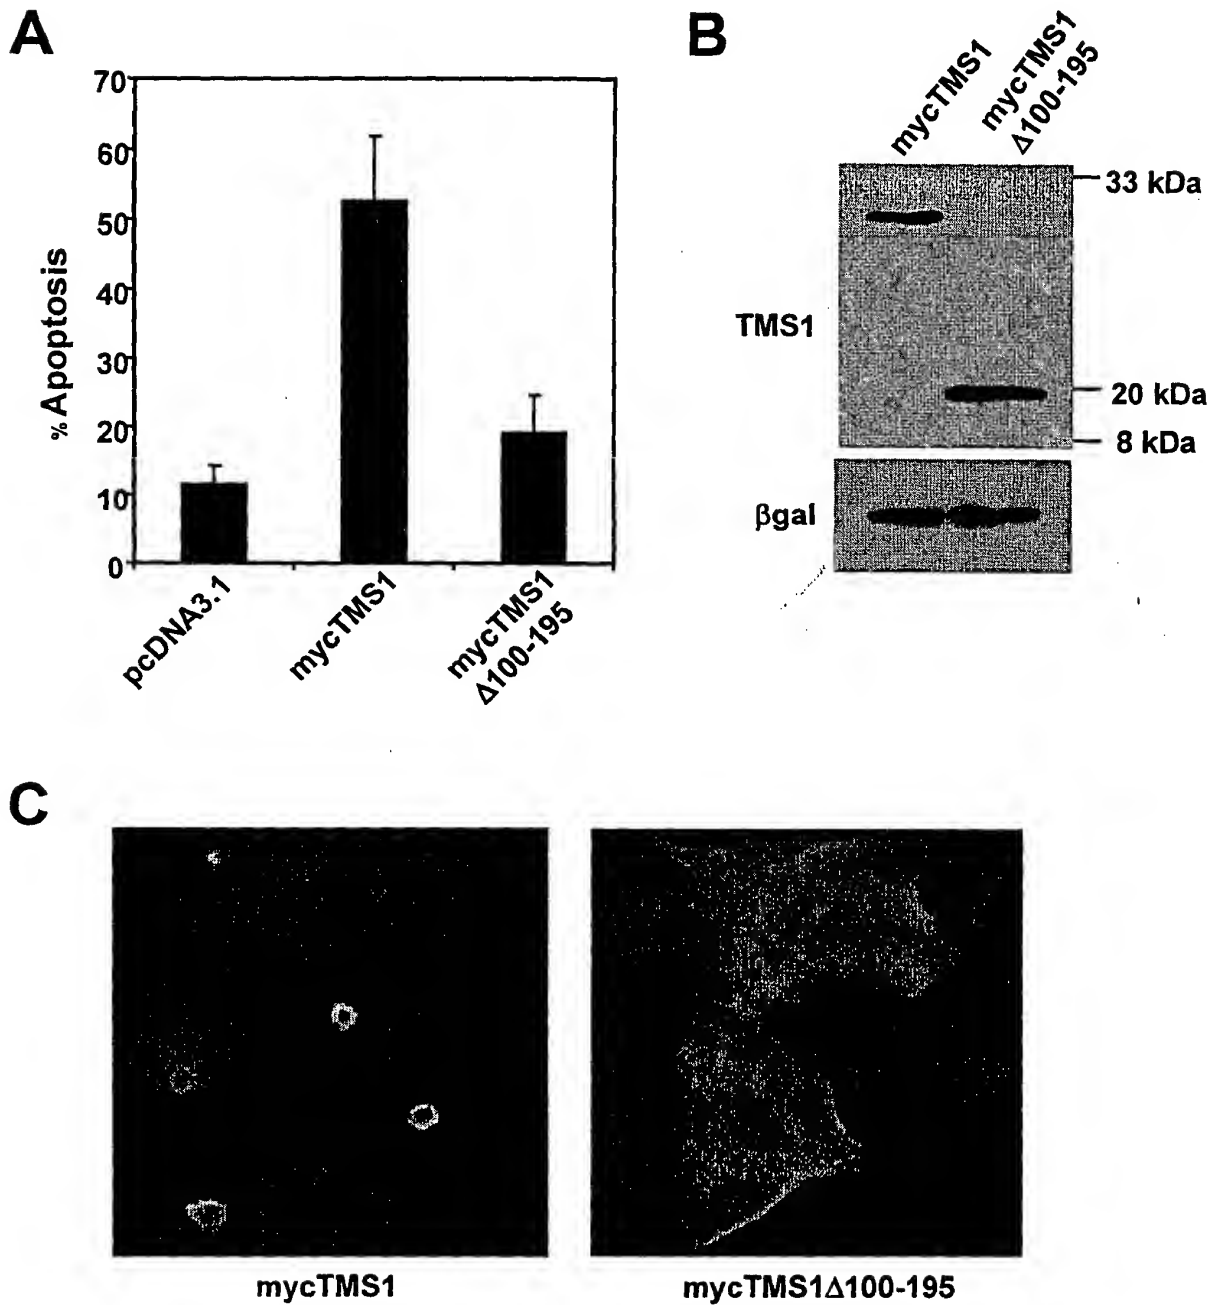 A
70
60
50
40
30
20
10
0
% Apoptosis
pcDNA3.1
mycTMS1
mycTMS1
Δ100-195
B
mycTMS1
mycTMS1
Δ100-195
33 kDa
TMS1
20 kDa
8 kDa
βgal
C
mycTMS1
mycTMS1Δ100-195